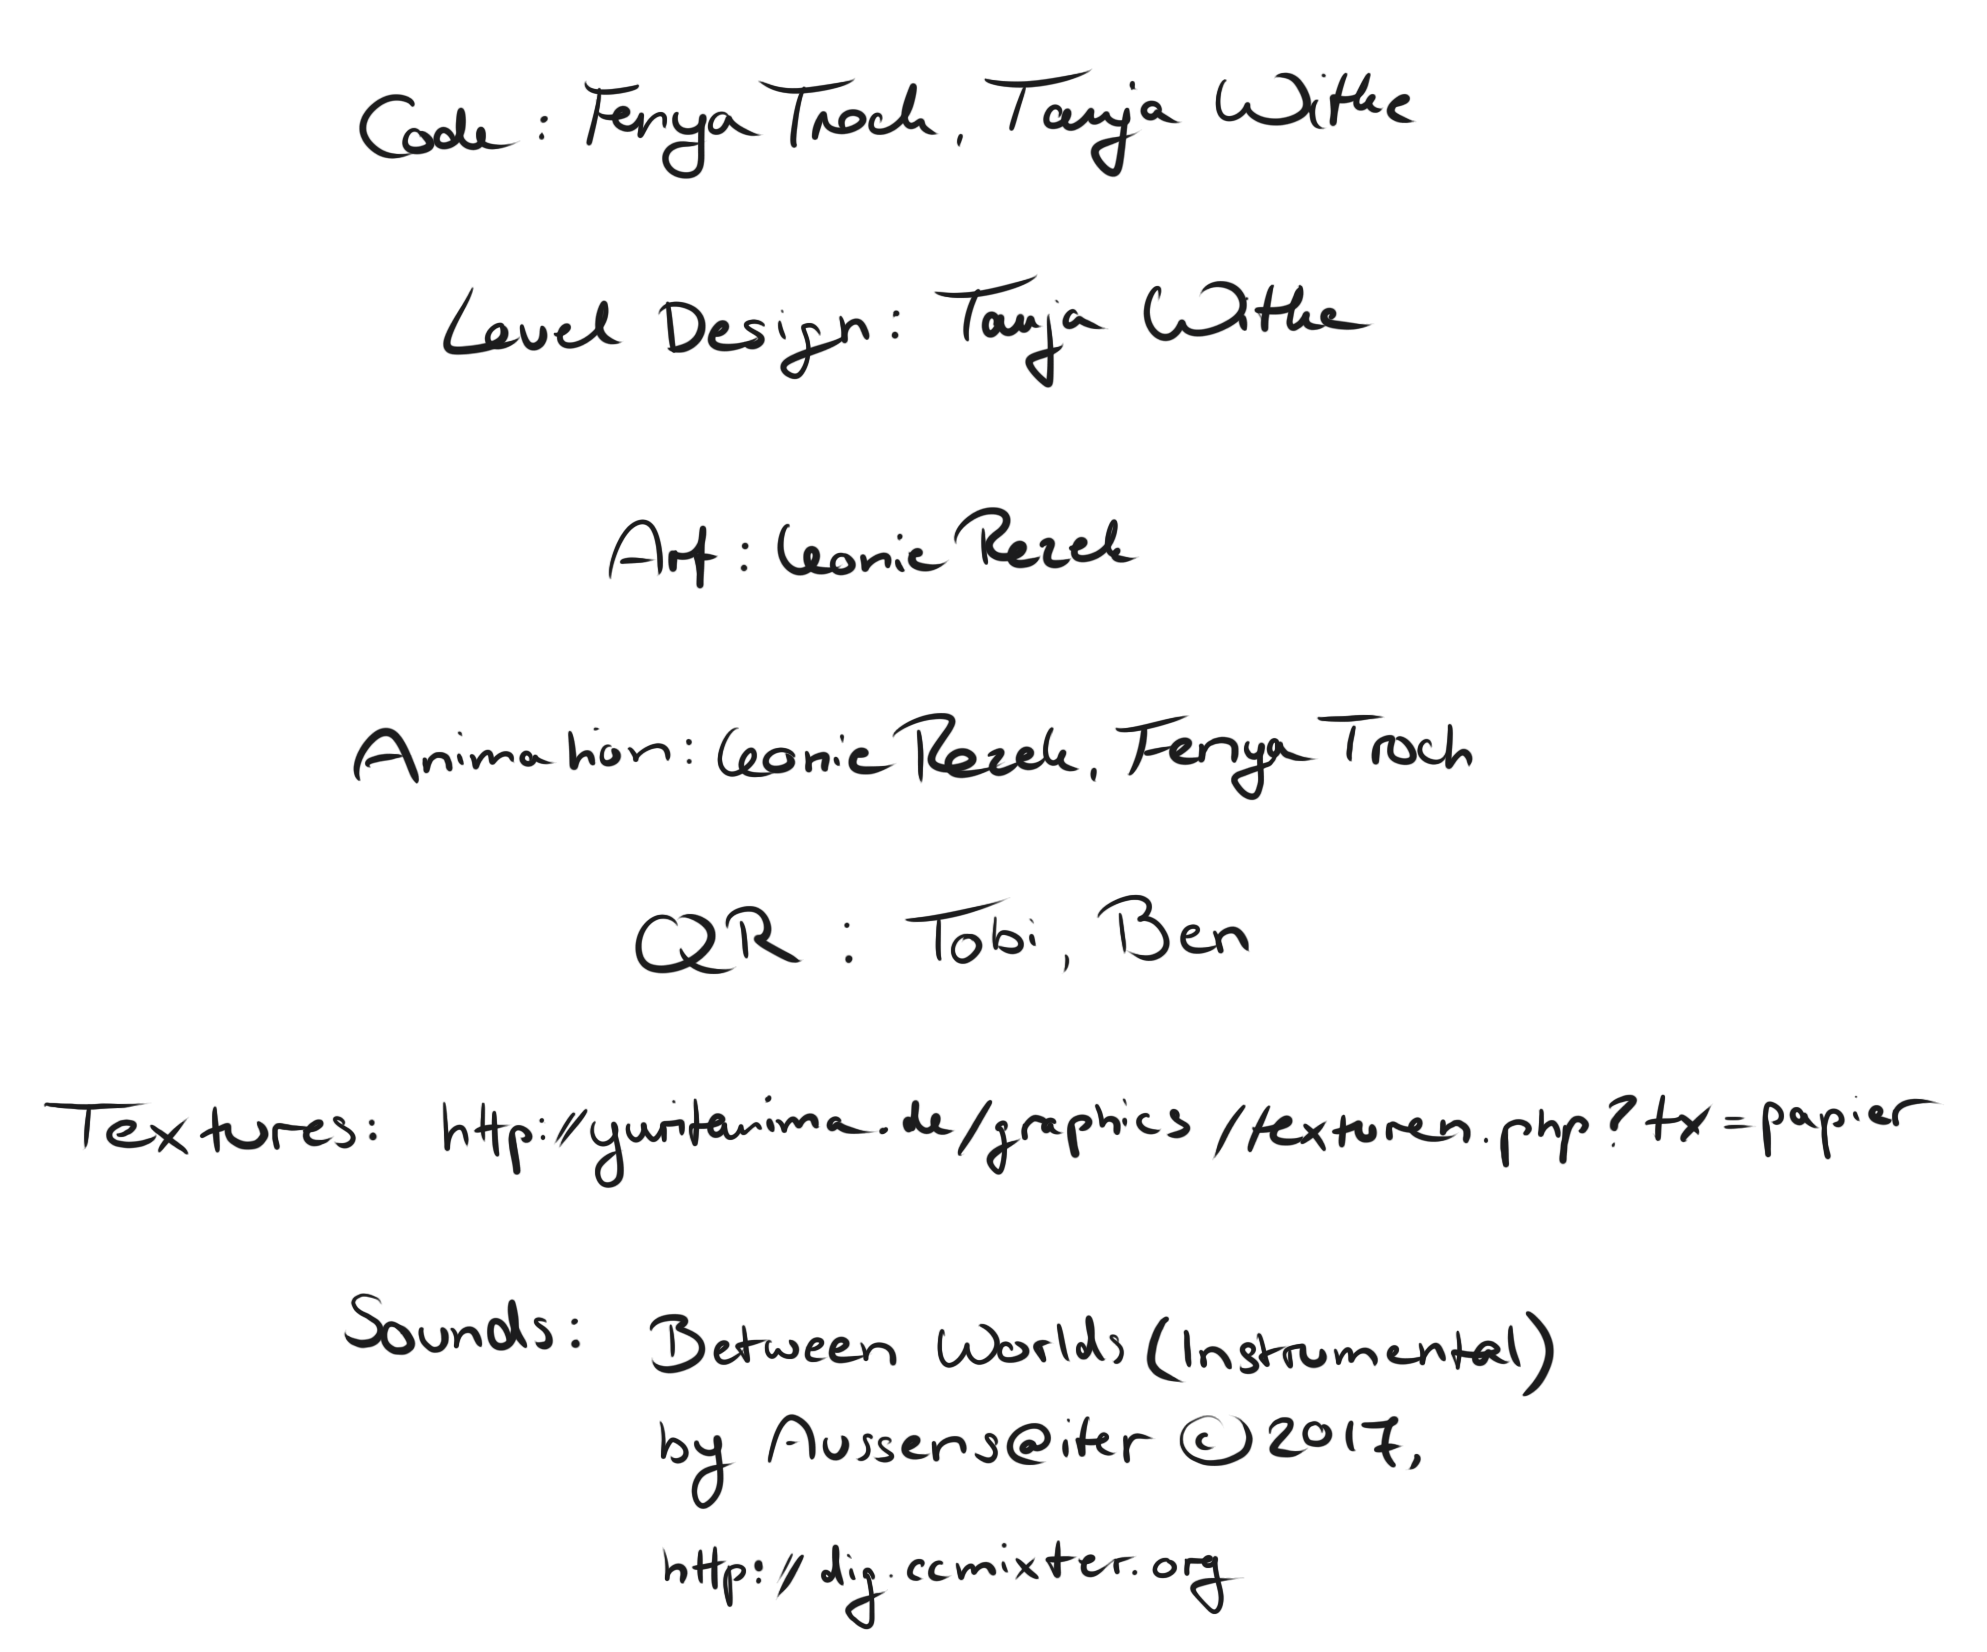 Code: Fenya Troch, Tanja Withe
Level Design: Tanja Withe
Art: Leonie Rezek
Animation: Leonie Rezek, Fenya Troch
QR : Tobi, Ben
Textures: http://yuritanima.de/graphics/texturen.php?tx=papier
Sounds: Between Worlds (Instrumental)
by Aussens@iter © 2017,
http://dig.ccmixter.org